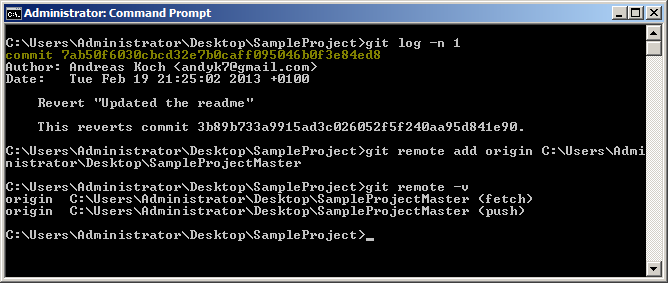 Administrator: Command Prompt
C:\Users\Administrator\Desktop\SampleProject>git log -n 1
commit 7ab50f6030cbcd32e7b0caff095046b0f3e84ed8
Author: Andreas Koch <andyk7@gmail.com>
Date:   Tue Feb 19 21:25:02 2013 +0100
    Revert "Updated the readme"
    This reverts commit 3b89b733a9915ad3c026052f5f240aa95d841e90.
C:\Users\Administrator\Desktop\SampleProject>git remote add origin C:\Users\Admi
nistrator\Desktop\SampleProjectMaster
C:\Users\Administrator\Desktop\SampleProject>git remote -v
origin  C:\Users\Administrator\Desktop\SampleProjectMaster (fetch)
origin  C:\Users\Administrator\Desktop\SampleProjectMaster (push)
C:\Users\Administrator\Desktop\SampleProject>_